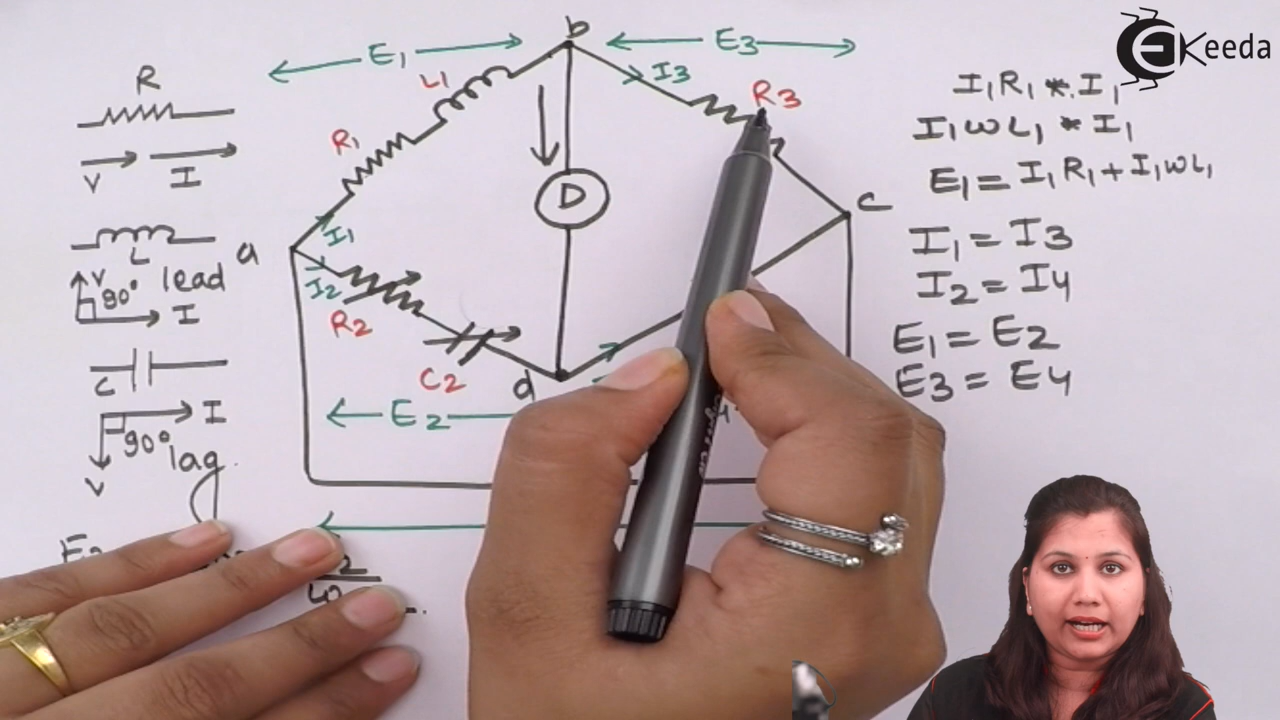 Keeda
R
V I
L
V 90° lead
I
C
I
90° lag.
V
E1
E3
b
L1
I3
R3
R1
D
a
c
I1
I2
R2
C2
d
E2
I1R1 * I1
I1ωL1 * I1
E1 = I1R1 + I1ωL1
I1 = I3
I2 = I4
E1 = E2
E3 = E4